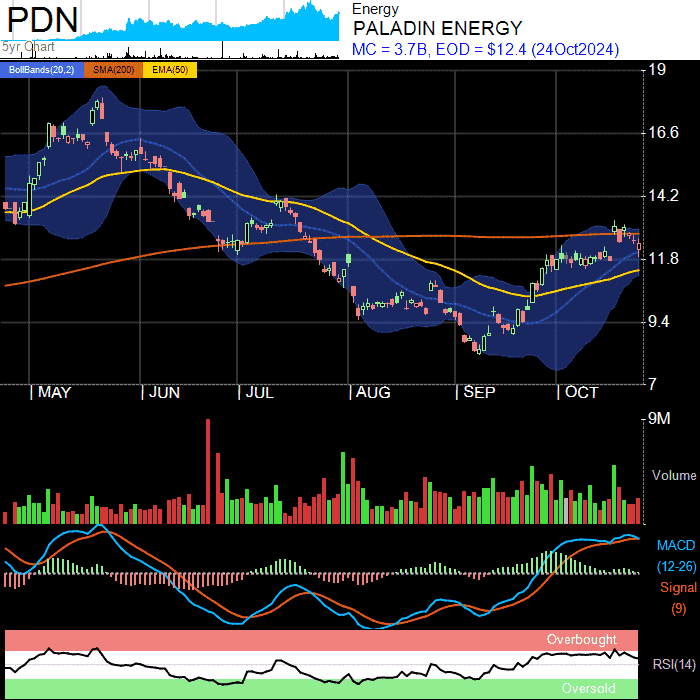 PDN
5yr Chart
Energy
PALADIN ENERGY
MC = 3.7B, EOD = $12.4 (24Oct2024)
BollBands(20,2) SMA(200) EMA(50)
19
16.6
14.2
11.8
9.4
7
MAY JUN JUL AUG SEP OCT
9M
Volume
MACD
(12-26)
Signal
(9)
Overbought
RSI(14)
Oversold